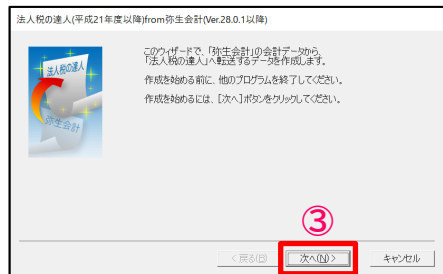 法人税の達人(平成21年度以降)from弥生会計(Ver.28.0.1以降)
このウィザードで、「弥生会計」の会計データから、
「法人税の達人」へ転送するデータを作成します。
作成を始める前に、他のプログラムを終了してください。
作成を始めるには、[次へ]ボタンをクリックしてください。
法人税の達人
弥生会計
③
< 戻る(B)
次へ(N) >
キャンセル